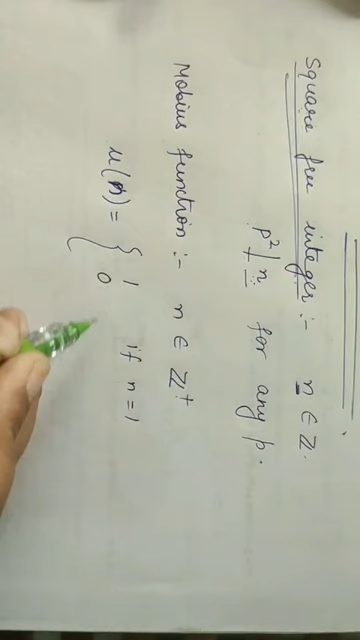 Square free integer :- n ∈ ℤ.
p² ∤ n for any p.
Mobius function :- n ∈ ℤ⁺
μ(n) = { 1 if n = 1
0